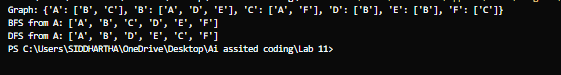 Graph: {'A': ['B', 'C'], 'B': ['A', 'D', 'E'], 'C': ['A', 'F'], 'D': ['B'], 'E': ['B'], 'F': ['C']}
BFS from A: ['A', 'B', 'C', 'D', 'E', 'F']
DFS from A: ['A', 'B', 'D', 'E', 'C', 'F']
PS C:\Users\SIDDHARTHA\OneDrive\Desktop\Ai assited coding\Lab 11>